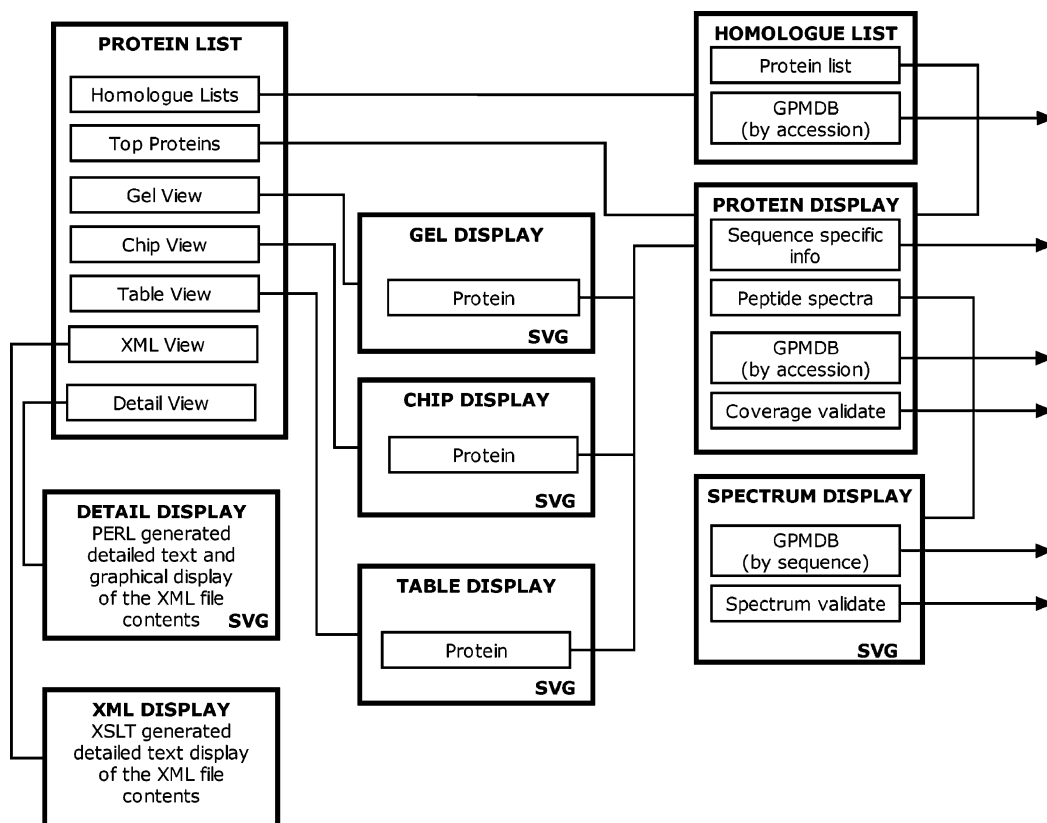 PROTEIN LIST
Homologue Lists
Top Proteins
Gel View
Chip View
Table View
XML View
Detail View
DETAIL DISPLAY
PERL generated
detailed text and
graphical display
of the XML file
contents
SVG
XML DISPLAY
XSLT generated
detailed text display
of the XML file
contents
GEL DISPLAY
Protein
SVG
CHIP DISPLAY
Protein
SVG
TABLE DISPLAY
Protein
SVG
HOMOLOGUE LIST
Protein list
GPMDB
(by accession)
PROTEIN DISPLAY
Sequence specific
info
Peptide spectra
GPMDB
(by accession)
Coverage validate
SPECTRUM DISPLAY
GPMDB
(by sequence)
Spectrum validate
SVG